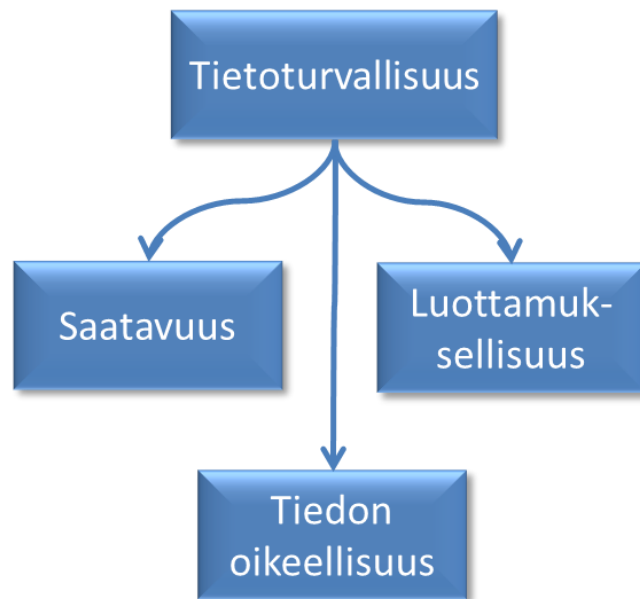 Tietoturvallisuus
Saatavuus
Luottamuk-
sellisuus
Tiedon
oikeellisuus